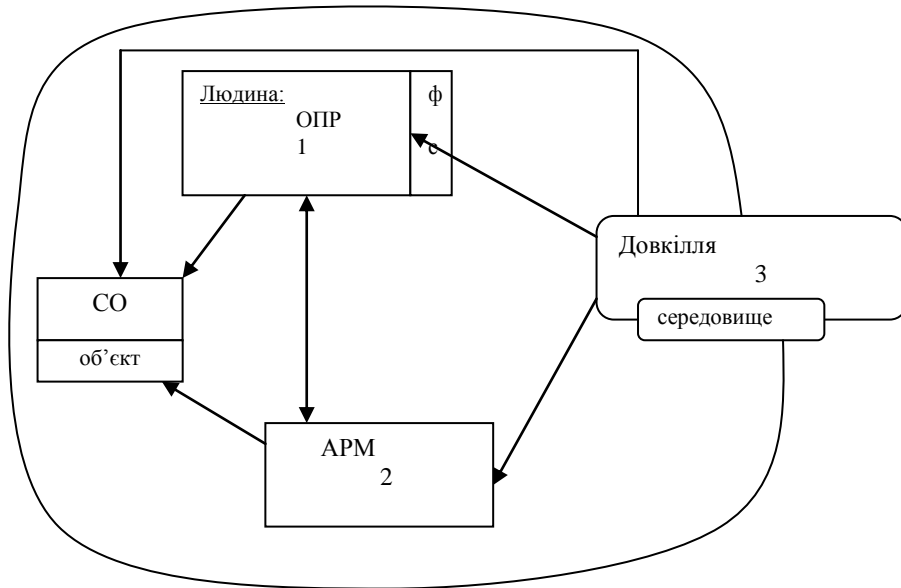 Людина:
ОПР
1
ф
с
Довкілля
3
середовище
СО
об’єкт
АРМ
2